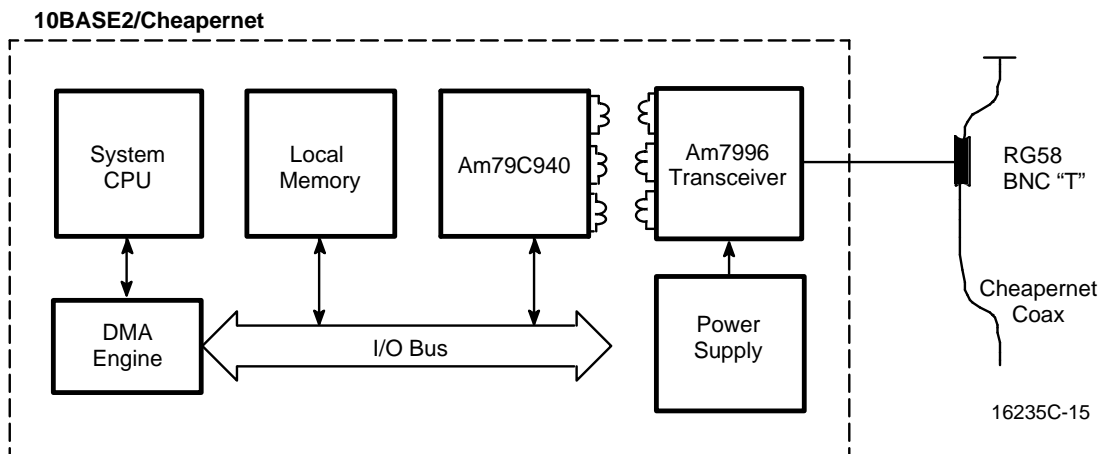 10BASE2/Cheapernet
System
CPU
Local
Memory
Am79C940
Am7996
Transceiver
RG58
BNC “T”
DMA
Engine
I/O Bus
Power
Supply
Cheapernet
Coax
16235C-15